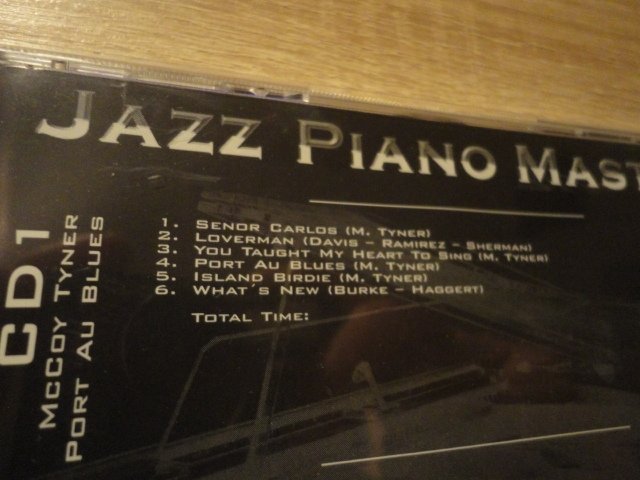 JAZZ PIANO MAST
CD1
MCCOY TYNER
PORT AU BLUES
1. SENOR CARLOS (M. TYNER)
2. LOVERMAN (DAVIS – RAMIREZ – SHERMAN)
3. YOU TAUGHT MY HEART TO SING (M. TYNER)
4. PORT AU BLUES (M. TYNER)
5. ISLAND BIRDIE (M. TYNER)
6. WHAT´S NEW (BURKE – HAGGERT)
TOTAL TIME: